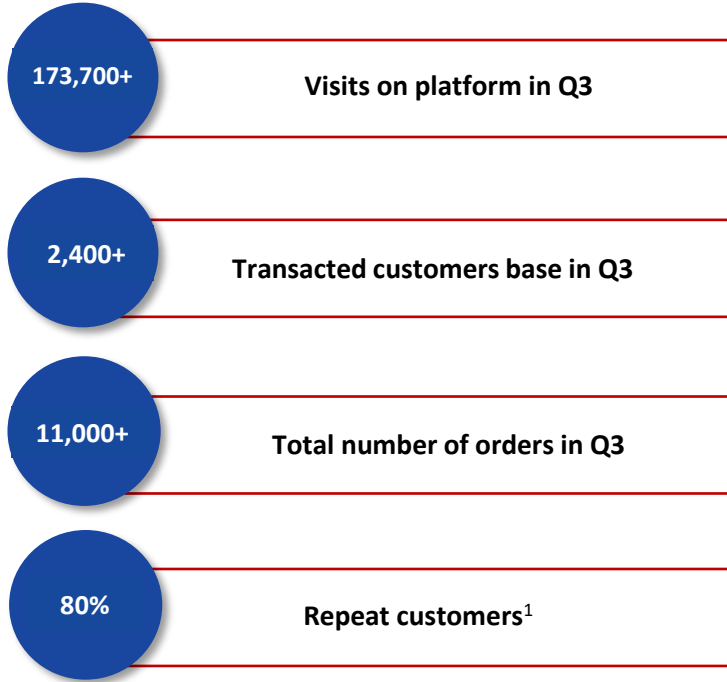 173,700+
Visits on platform in Q3
2,400+
Transacted customers base in Q3
11,000+
Total number of orders in Q3
80%
Repeat customers1